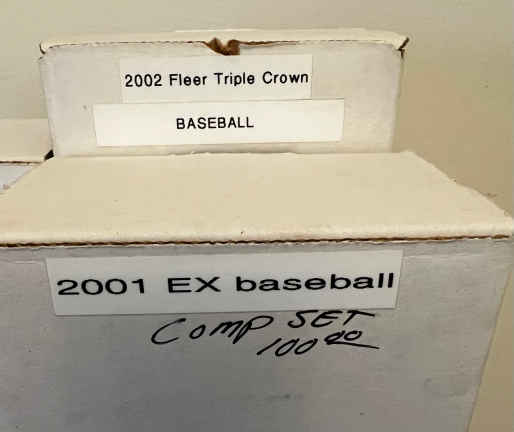 2002 Fleer Triple Crown
BASEBALL
2001 EX baseball
Comp SET
100 00